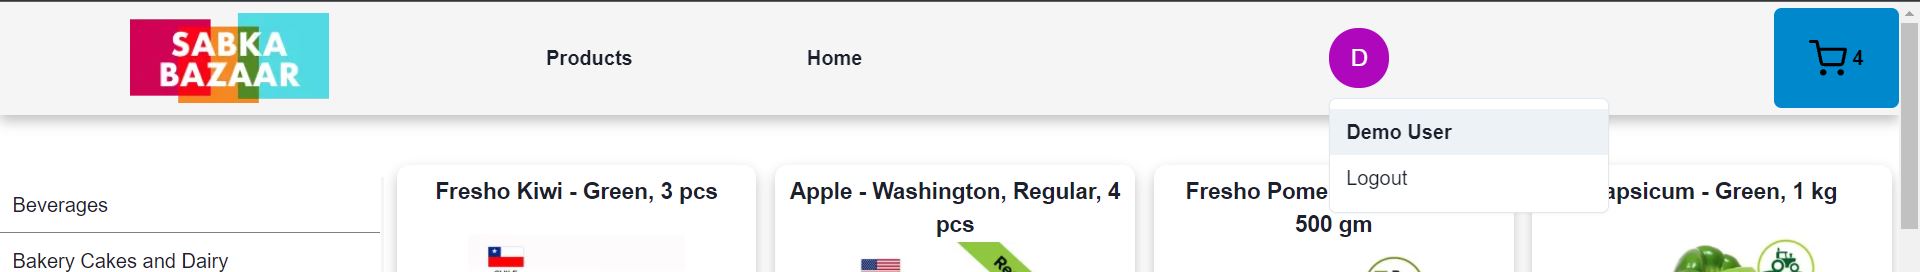 SABKA
BAZAAR
Products
Home
D
4
Demo User
Logout
Beverages
Bakery Cakes and Dairy
Fresho Kiwi - Green, 3 pcs
Apple - Washington, Regular, 4
pcs
Fresho Pome
500 gm
apsicum - Green, 1 kg